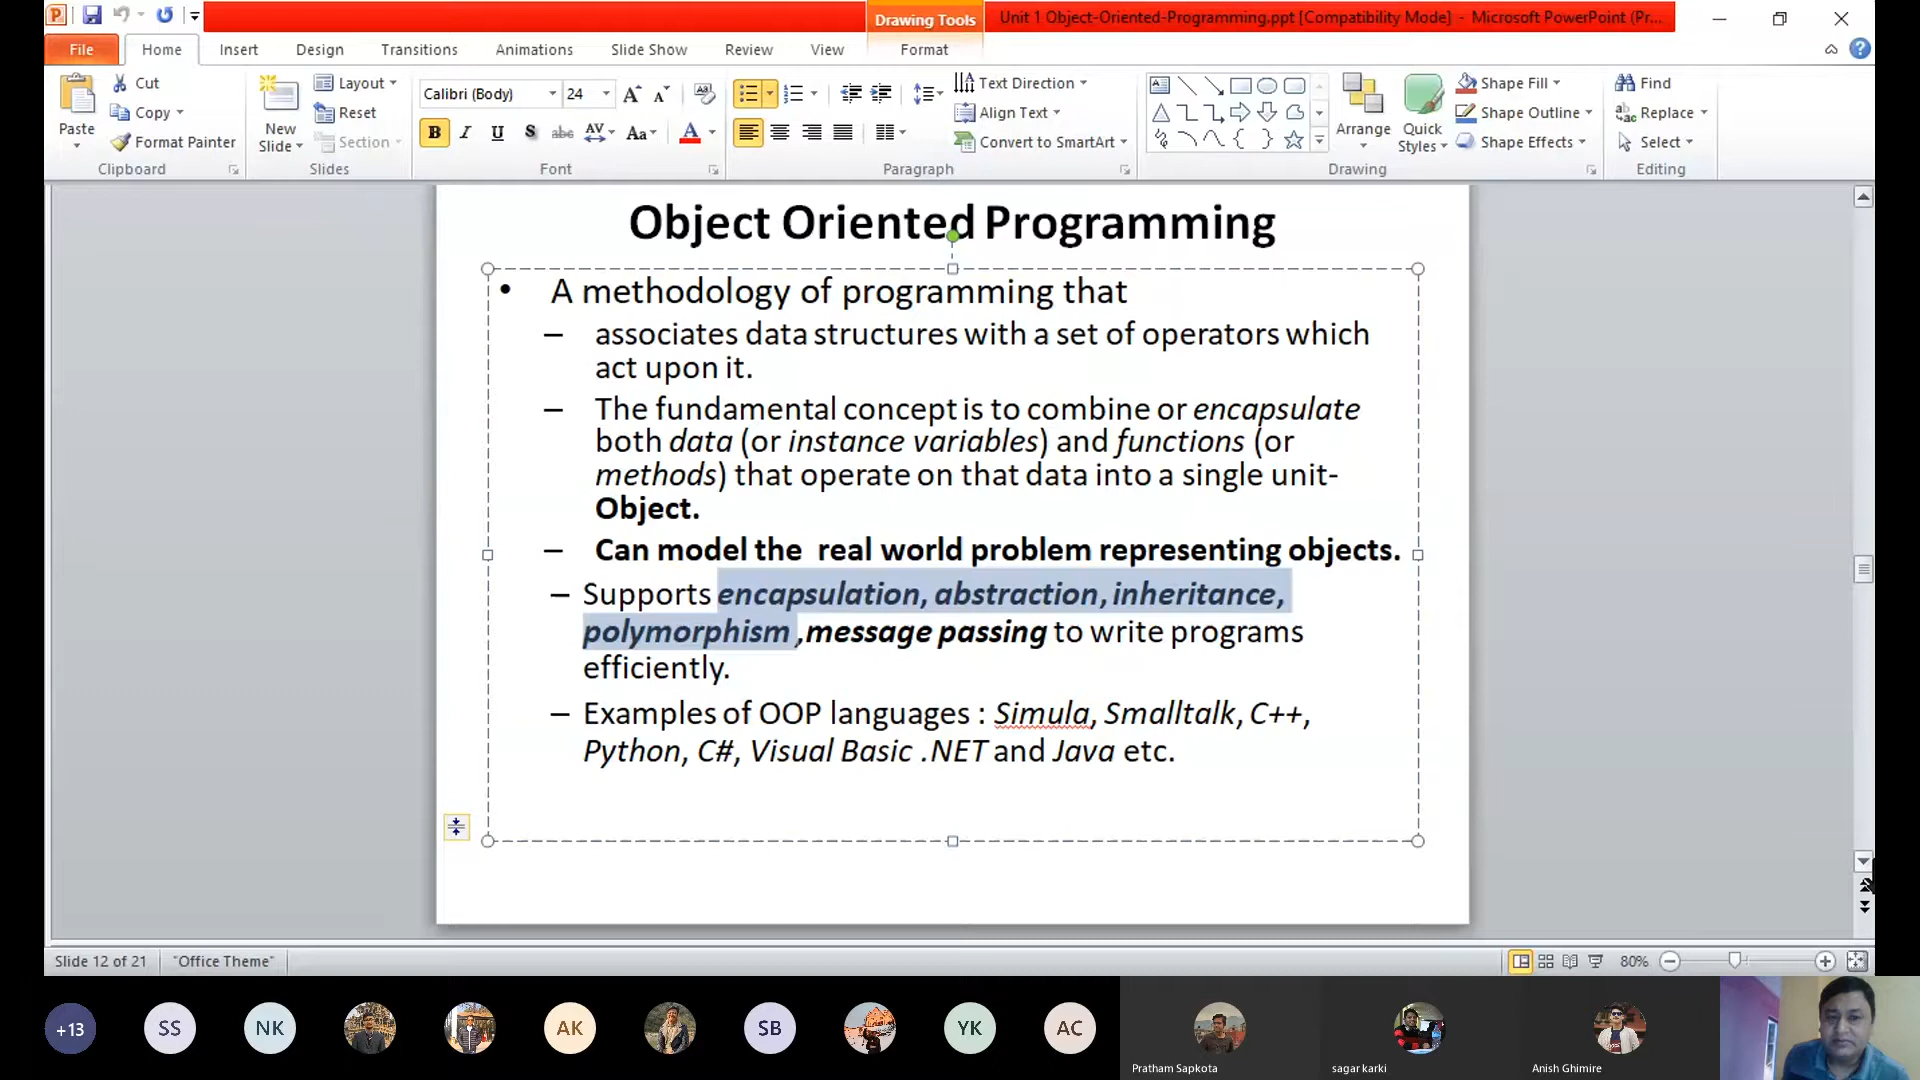 Drawing Tools
Unit 1 Object-Oriented-Programming.ppt [Compatibility Mode] - Microsoft PowerPoint (Pr...
File Home Insert Design Transitions Animations Slide Show Review View Format
Paste
Cut
Copy
Format Painter
Clipboard
New
Slide
Layout
Reset
Section
Slides
Calibri (Body) 24
B I U S abc AV Aa A
Font
Text Direction
Align Text
Convert to SmartArt
Paragraph
Arrange
Quick
Styles
Shape Fill
Shape Outline
Shape Effects
Drawing
Find
Replace
Select
Editing
Object Oriented Programming
• A methodology of programming that
– associates data structures with a set of operators which
act upon it.
– The fundamental concept is to combine or encapsulate
both data (or instance variables) and functions (or
methods) that operate on that data into a single unit-
Object.
– Can model the real world problem representing objects.
– Supports encapsulation, abstraction, inheritance,
polymorphism ,message passing to write programs
efficiently.
– Examples of OOP languages : Simula, Smalltalk, C++,
Python, C#, Visual Basic .NET and Java etc.
Slide 12 of 21 "Office Theme" 80%
+13 SS NK AK SB YK AC
Pratham Sapkota sagar karki Anish Ghimire